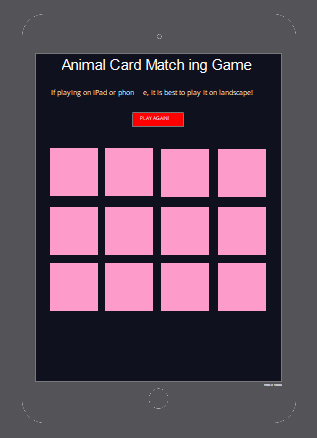 Animal Card Match ing Game
If playing on iPad or phon e, it is best to play it on landscape!
PLAY AGAIN!